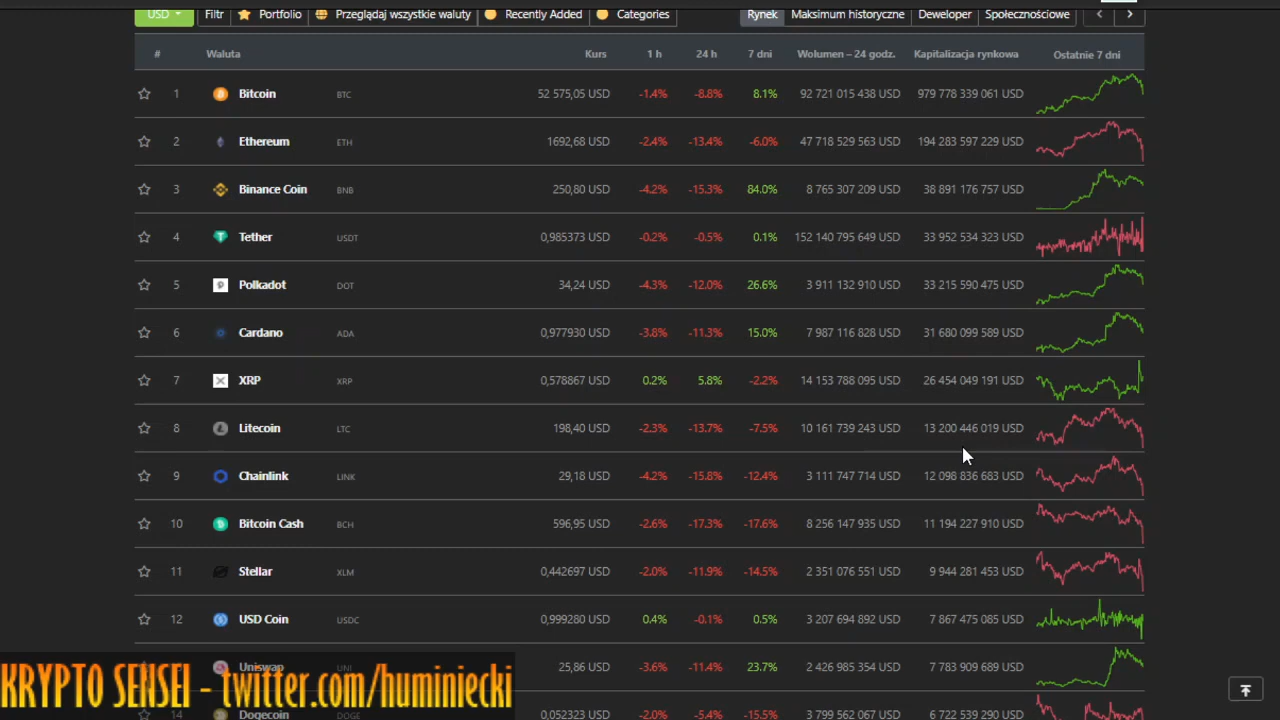 USD Filtr Portfolio Przeglądaj wszystkie waluty Recently Added Categories Rynek Maksimum historyczne Deweloper Społecznościowe
# Waluta Kurs 1 h 24 h 7 dni Wolumen – 24 godz. Kapitalizacja rynkowa Ostatnie 7 dni
1 Bitcoin BTC 52 575,05 USD -1.4% -8.8% 8.1% 92 721 015 438 USD 979 778 339 061 USD
2 Ethereum ETH 1692,68 USD -2.4% -13.4% -6.0% 47 718 529 563 USD 194 283 597 229 USD
3 Binance Coin BNB 250,80 USD -4.2% -15.3% 84.0% 8 765 307 209 USD 38 891 176 757 USD
4 Tether USDT 0,985373 USD -0.2% -0.5% 0.1% 152 140 795 649 USD 33 952 534 323 USD
5 Polkadot DOT 34,24 USD -4.3% -12.0% 26.6% 3 911 132 910 USD 33 215 590 475 USD
6 Cardano ADA 0,977930 USD -3.8% -11.3% 15.0% 7 987 116 828 USD 31 680 099 589 USD
7 XRP XRP 0,578867 USD 0.2% 5.8% -2.2% 14 153 788 095 USD 26 454 049 191 USD
8 Litecoin LTC 198,40 USD -2.3% -13.7% -7.5% 10 161 739 243 USD 13 200 446 019 USD
9 Chainlink LINK 29,18 USD -4.2% -15.8% -12.4% 3 111 747 714 USD 12 098 836 683 USD
10 Bitcoin Cash BCH 596,95 USD -2.6% -17.3% -17.6% 8 256 147 935 USD 11 194 227 910 USD
11 Stellar XLM 0,442697 USD -2.0% -11.9% -14.5% 2 351 076 551 USD 9 944 281 453 USD
12 USD Coin USDC 0,999280 USD 0.4% -0.1% 0.5% 3 207 694 892 USD 7 867 475 085 USD
Uniswap UNI 25,86 USD -3.6% -11.4% 23.7% 2 426 985 354 USD 7 783 909 689 USD
KRYPTO SENSEI - twitter.com/huminiecki
14 Dogecoin DOGE 0,052323 USD -2.0% -5.4% -15.5% 3 799 562 067 USD 6 722 539 239 USD